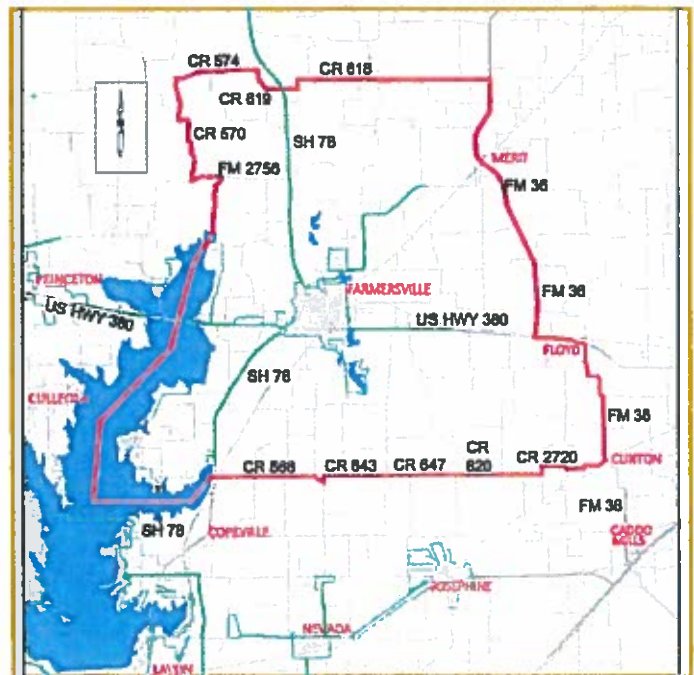 CR 574
CR 618
CR 619
CR 570
SH 78
FM 2756
MERIT
FM 36
PRINCETON
FARMERSVILLE
FM 36
US HWY 380
US HWY 380
FLOYD
SH 78
CULLEOKA
FM 36
CR 566
CR 643
CR 647
CR
620
CR 2720
CLINTON
FM 36
SH 78
COPEVILLE
CADDO
MILLS
JOSEPHINE
NEVADA
LAVON